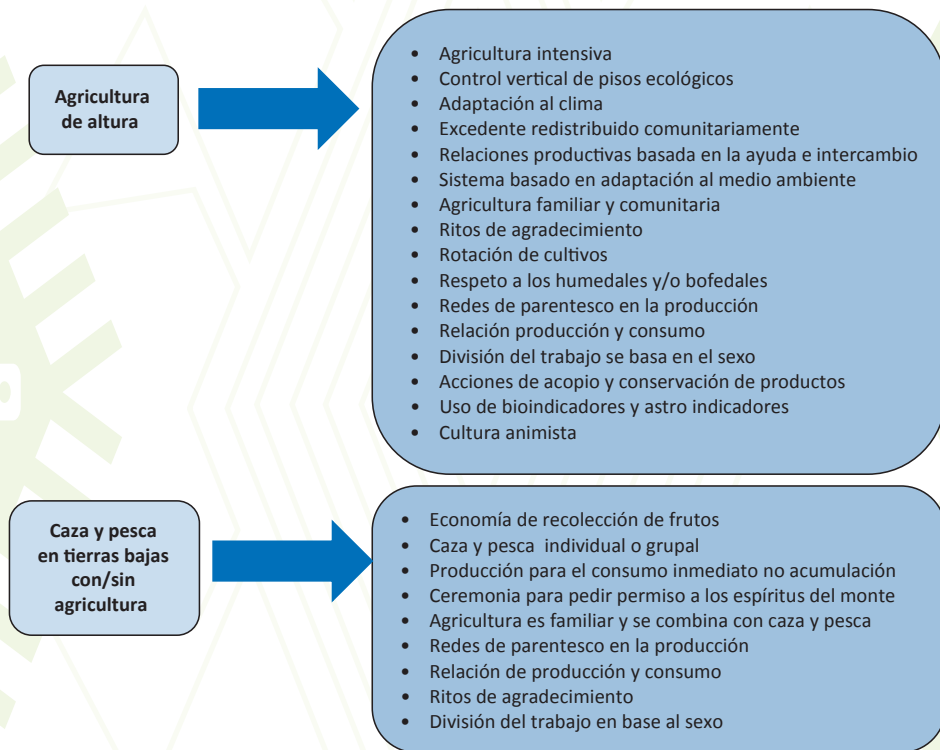 Agricultura
de altura
• Agricultura intensiva
• Control vertical de pisos ecológicos
• Adaptación al clima
• Excedente redistribuido comunitariamente
• Relaciones productivas basada en la ayuda e intercambio
• Sistema basado en adaptación al medio ambiente
• Agricultura familiar y comunitaria
• Ritos de agradecimiento
• Rotación de cultivos
• Respeto a los humedales y/o bofedales
• Redes de parentesco en la producción
• Relación producción y consumo
• División del trabajo se basa en el sexo
• Acciones de acopio y conservación de productos
• Uso de bioindicadores y astro indicadores
• Cultura animista
Caza y pesca
en tierras bajas
con/sin
agricultura
• Economía de recolección de frutos
• Caza y pesca individual o grupal
• Producción para el consumo inmediato no acumulación
• Ceremonia para pedir permiso a los espíritus del monte
• Agricultura es familiar y se combina con caza y pesca
• Redes de parentesco en la producción
• Relación de producción y consumo
• Ritos de agradecimiento
• División del trabajo en base al sexo